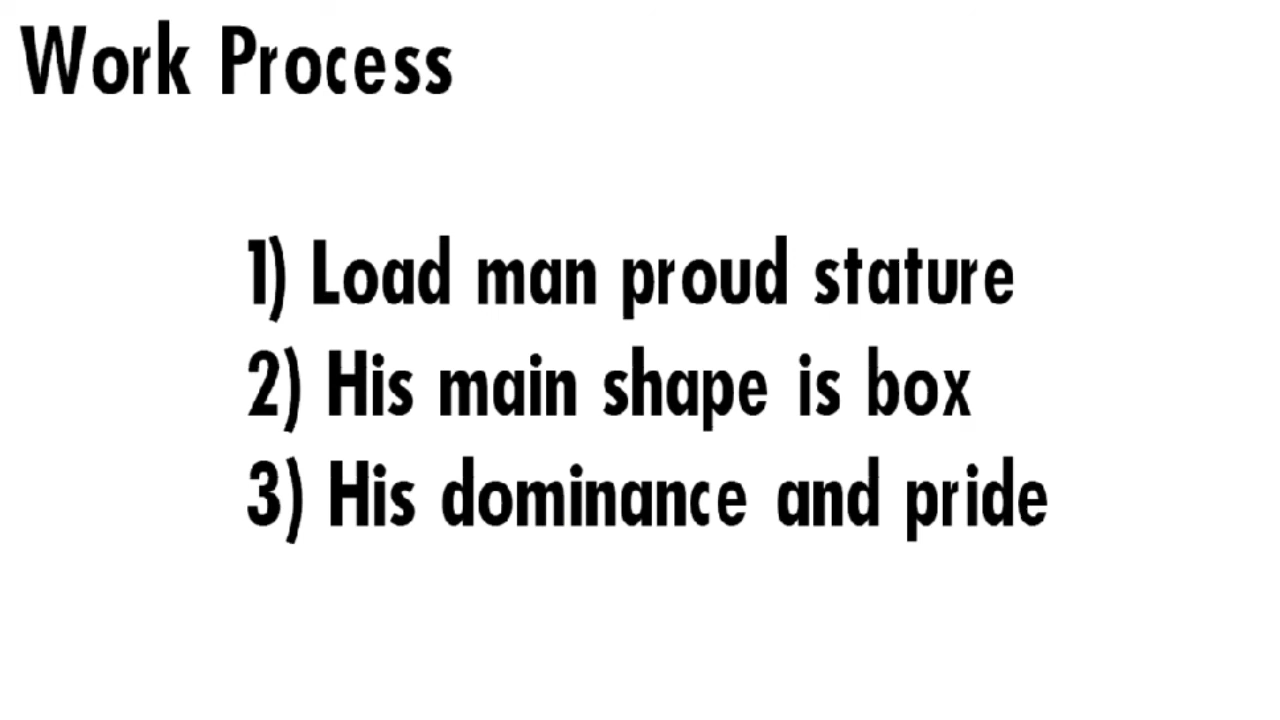 Work Process
1) Load man proud stature
2) His main shape is box
3) His dominance and pride